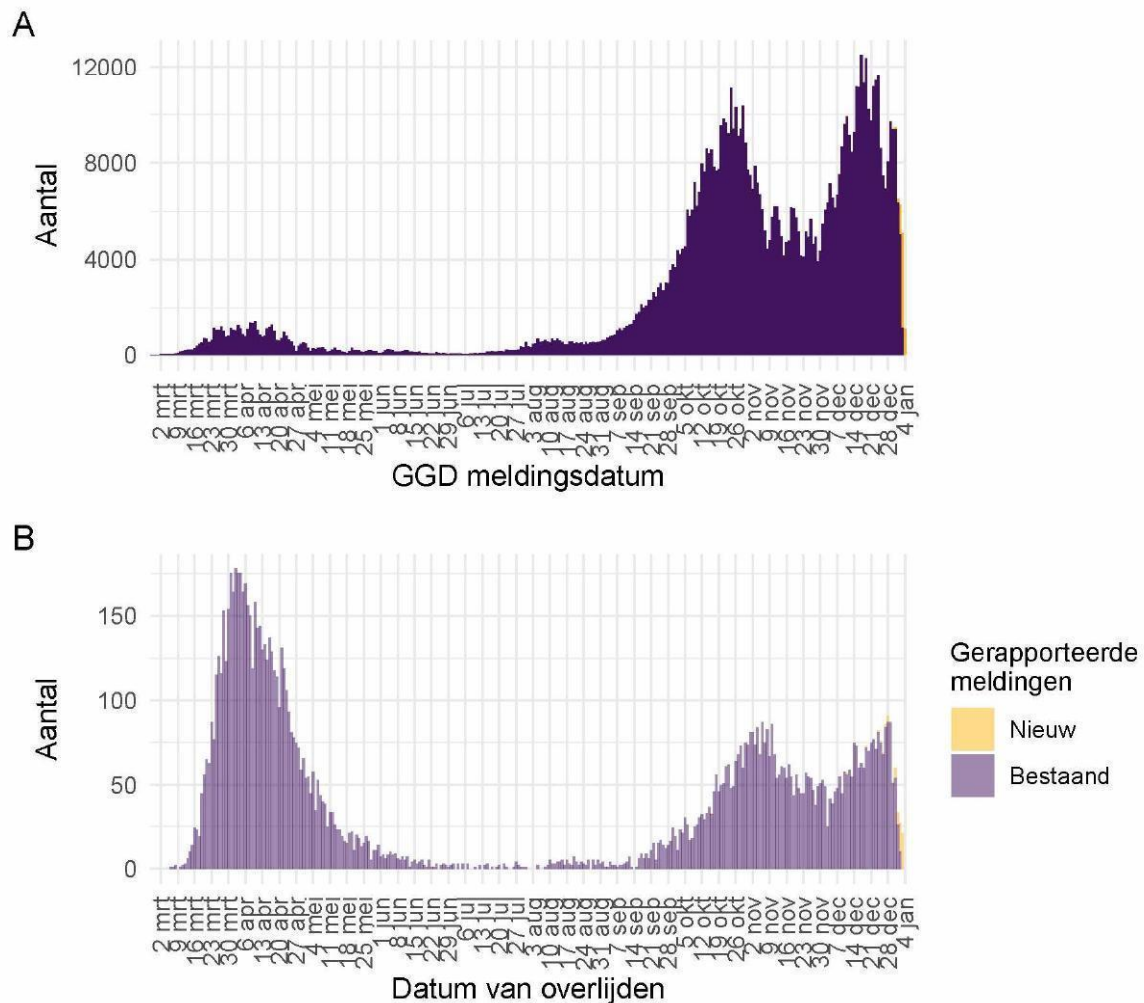 A
12000
8000
4000
0
Aantal
2 mrt
9 mrt
16 mrt
23 mrt
30 mrt
6 apr
13 apr
20 apr
27 apr
4 mei
11 mei
18 mei
25 mei
1 jun
8 jun
15 jun
22 jun
29 jun
6 jul
13 jul
20 jul
27 jul
3 aug
10 aug
17 aug
24 aug
31 aug
7 sep
14 sep
21 sep
28 sep
5 okt
12 okt
19 okt
26 okt
2 nov
9 nov
16 nov
23 nov
30 nov
7 dec
14 dec
21 dec
28 dec
4 jan
GGD meldingsdatum
B
150
100
50
0
Aantal
2 mrt
9 mrt
16 mrt
23 mrt
30 mrt
6 apr
13 apr
20 apr
27 apr
4 mei
11 mei
18 mei
25 mei
1 jun
8 jun
15 jun
22 jun
29 jun
6 jul
13 jul
20 jul
27 jul
3 aug
10 aug
17 aug
24 aug
31 aug
7 sep
14 sep
21 sep
28 sep
5 okt
12 okt
19 okt
26 okt
2 nov
9 nov
16 nov
23 nov
30 nov
7 dec
14 dec
21 dec
28 dec
4 jan
Datum van overlijden
Gerapporteerde
meldingen
Nieuw
Bestaand